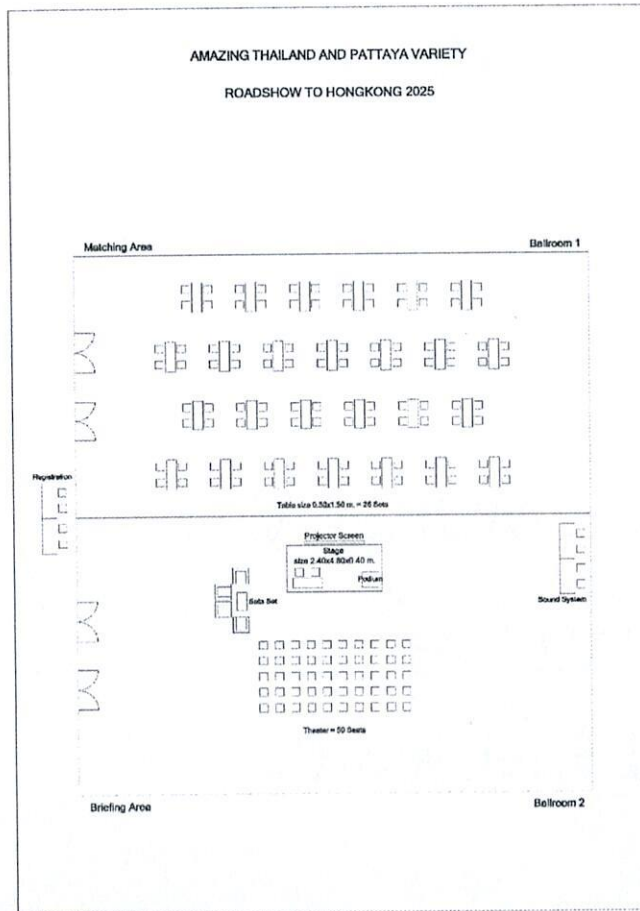 AMAZING THAILAND AND PATTAYA VARIETY
ROADSHOW TO HONGKONG 2025
Matching Area
Ballroom 1
Registration
Table size 0.50x1.50 m. = 26 Sets
Projector Screen
Stage
size 2.40x4.80x0.40 m.
Podium
Sofa Set
Sound System
Theater = 50 Seats
Briefing Area
Ballroom 2